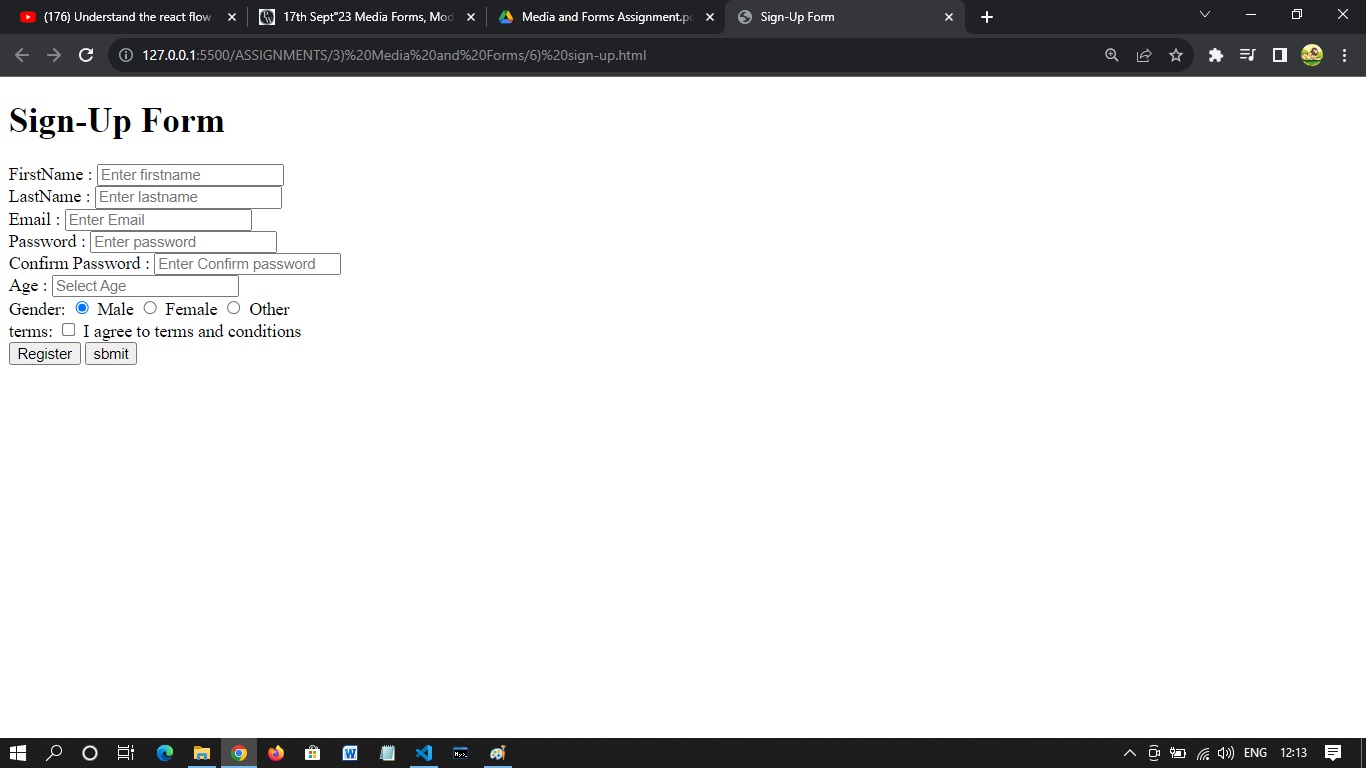 (176) Understand the react flow
17th Sept"23 Media Forms, Mod
Media and Forms Assignment.pd
Sign-Up Form
127.0.0.1:5500/ASSIGNMENTS/3)%20Media%20and%20Forms/6)%20sign-up.html
Sign-Up Form
FirstName : Enter firstname
LastName : Enter lastname
Email : Enter Email
Password : Enter password
Confirm Password : Enter Confirm password
Age : Select Age
Gender: Male Female Other
terms: I agree to terms and conditions
Register sbmit
ENG 12:13